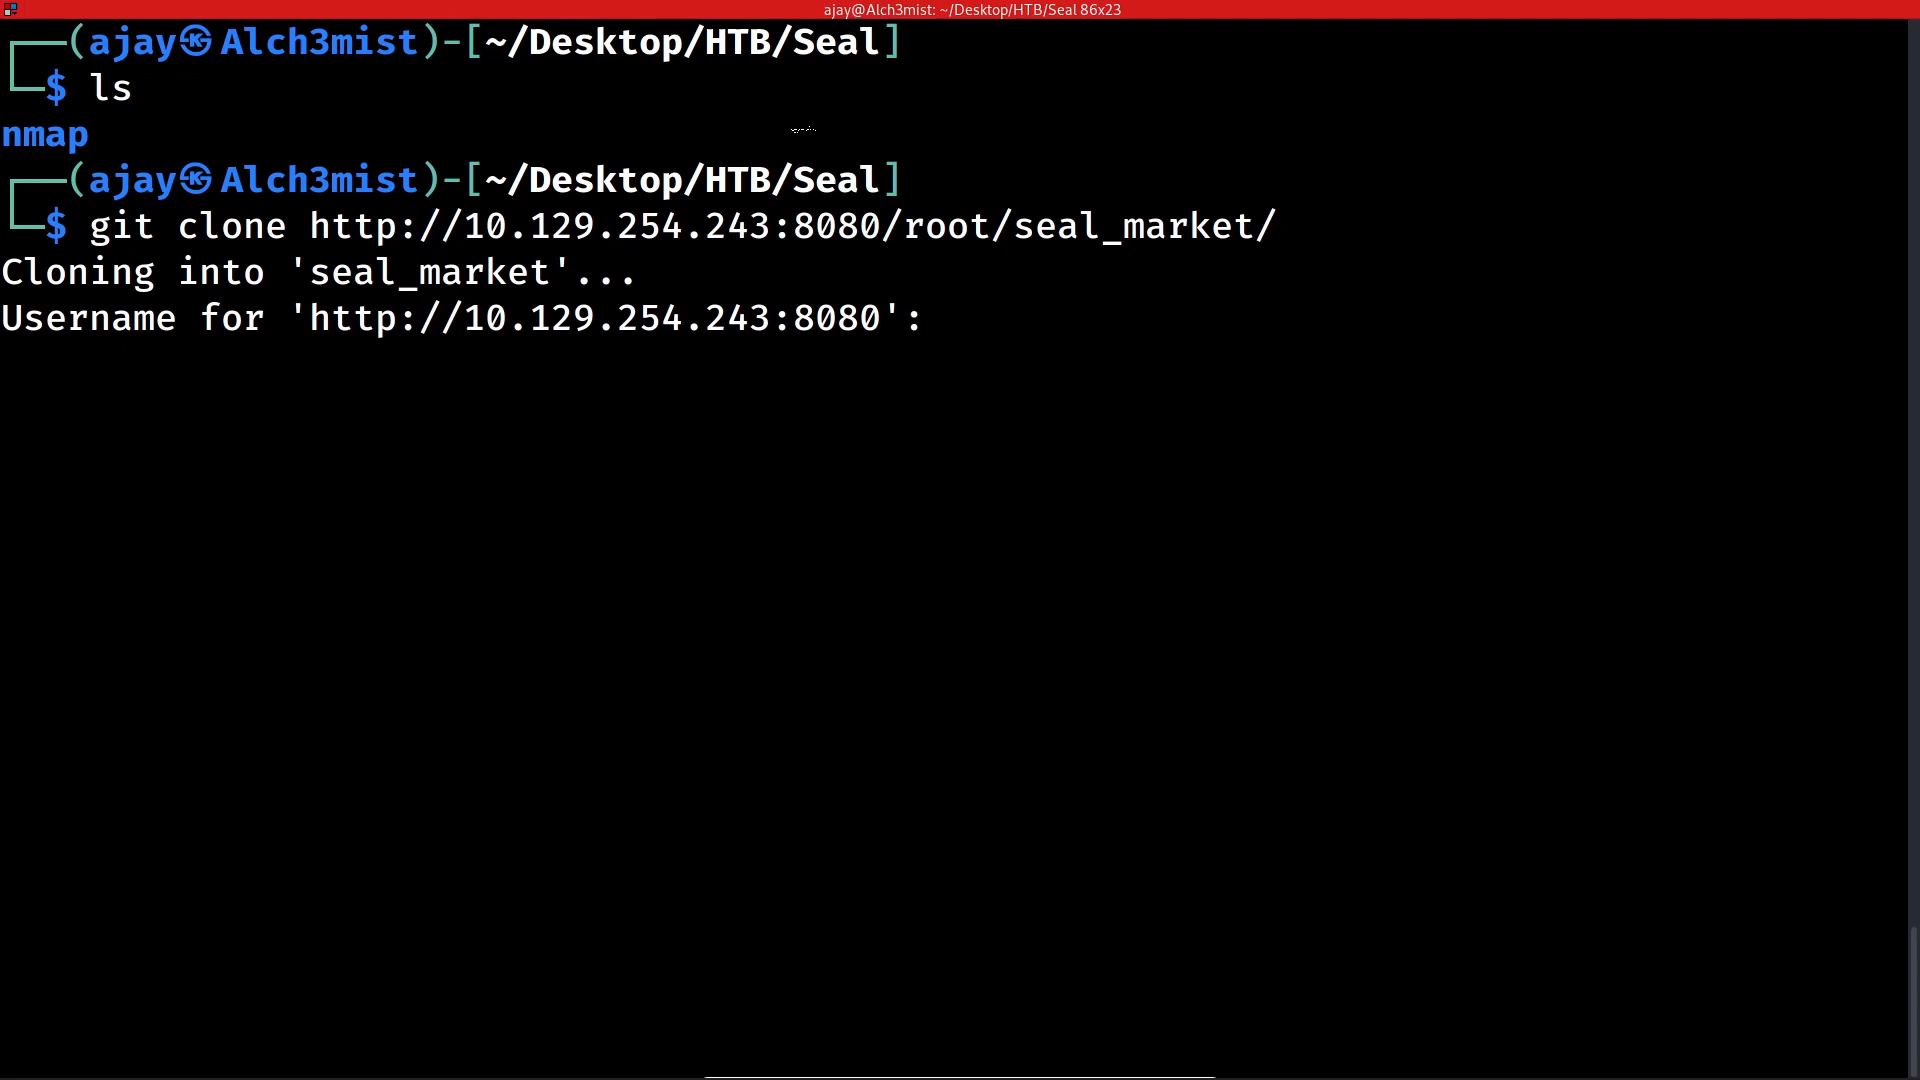 ajay@Alch3mist: ~/Desktop/HTB/Seal 86x23
┌──(ajay㉿Alch3mist)-[~/Desktop/HTB/Seal]
└─$ ls
nmap
┌──(ajay㉿Alch3mist)-[~/Desktop/HTB/Seal]
└─$ git clone http://10.129.254.243:8080/root/seal_market/
Cloning into 'seal_market'...
Username for 'http://10.129.254.243:8080':